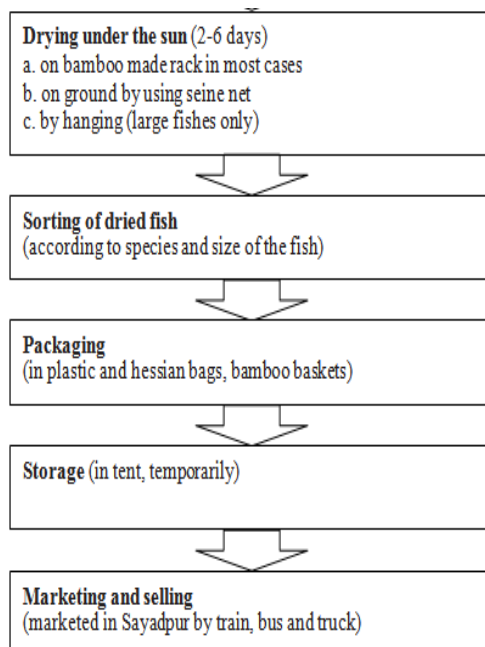 Drying under the sun (2-6 days)
a. on bamboo made rack in most cases
b. on ground by using seine net
c. by hanging (large fishes only)
Sorting of dried fish
(according to species and size of the fish)
Packaging
(in plastic and hessian bags, bamboo baskets)
Storage (in tent, temporarily)
Marketing and selling
(marketed in Sayadpur by train, bus and truck)